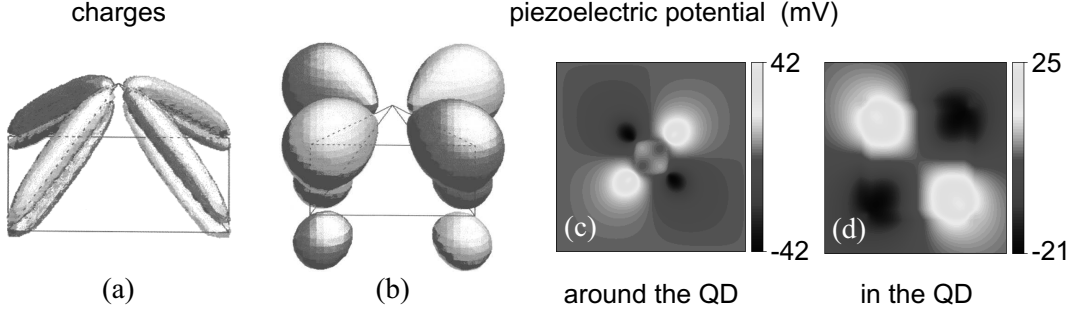 charges
piezoelectric potential (mV)
42
-42
25
-21
(a)
(b)
(c)
(d)
around the QD
in the QD